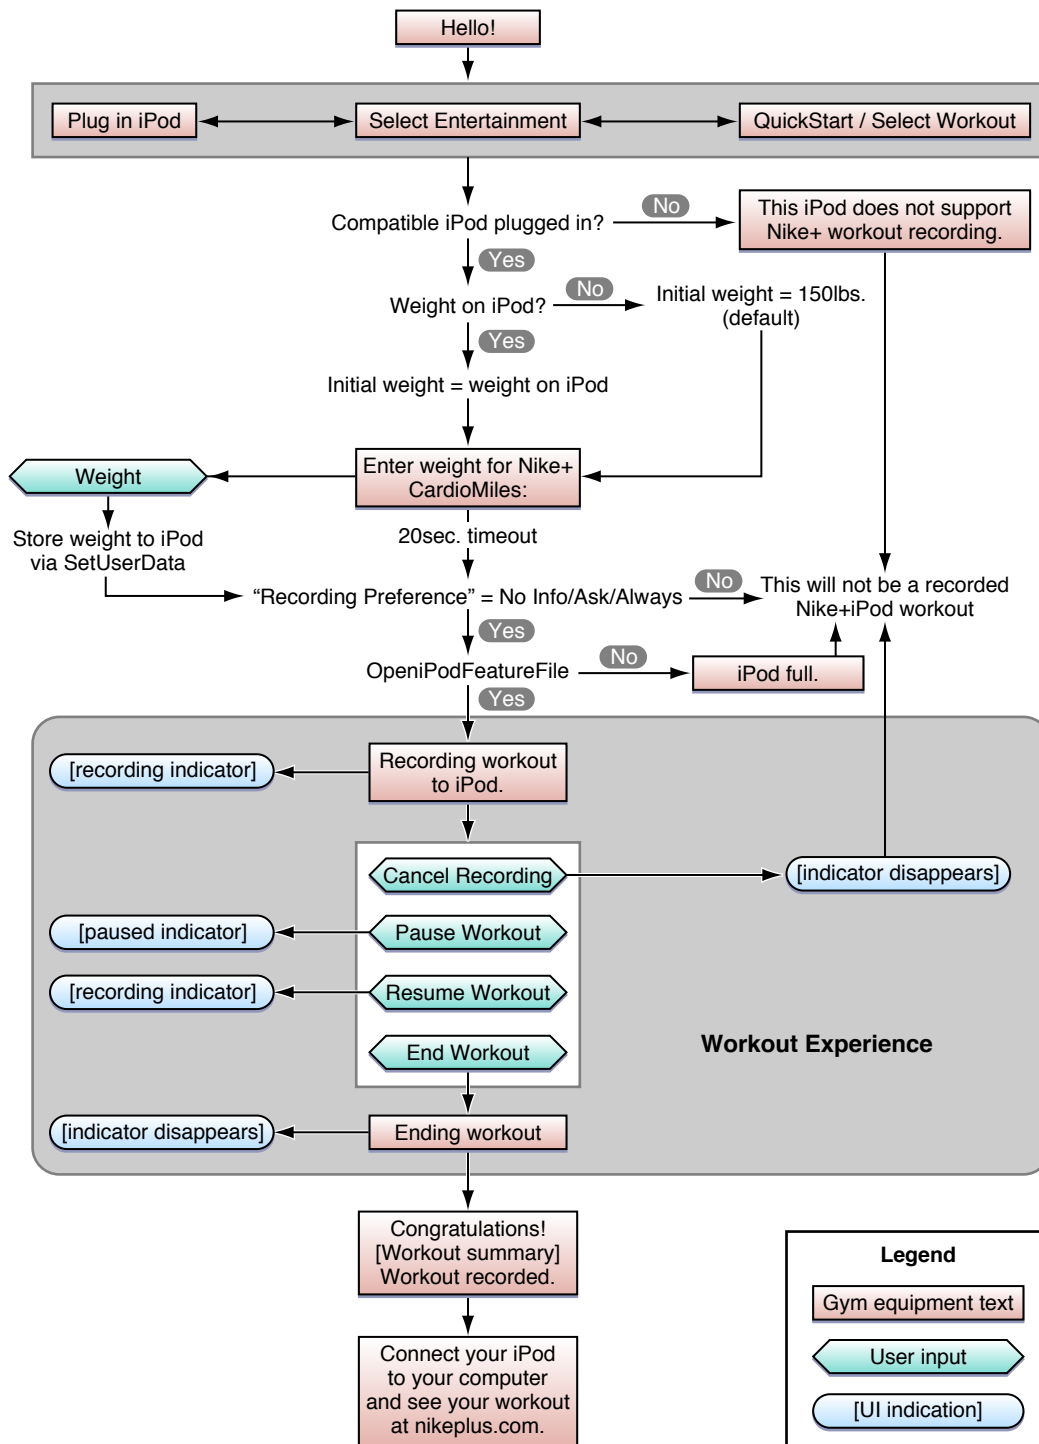 Hello!
Plug in iPod
Select Entertainment
QuickStart / Select Workout
Compatible iPod plugged in?
No
This iPod does not support
Nike+ workout recording.
Yes
Weight on iPod?
No
Initial weight = 150lbs.
(default)
Yes
Initial weight = weight on iPod
Weight
Enter weight for Nike+
CardioMiles:
Store weight to iPod
via SetUserData
20sec. timeout
“Recording Preference” = No Info/Ask/Always
No
This will not be a recorded
Nike+iPod workout
Yes
OpeniPodFeatureFile
No
iPod full.
Yes
[recording indicator]
Recording workout
to iPod.
Cancel Recording
[indicator disappears]
[paused indicator]
Pause Workout
[recording indicator]
Resume Workout
End Workout
Workout Experience
[indicator disappears]
Ending workout
Congratulations!
[Workout summary]
Workout recorded.
Connect your iPod
to your computer
and see your workout
at nikeplus.com.
Legend
Gym equipment text
User input
[UI indication]